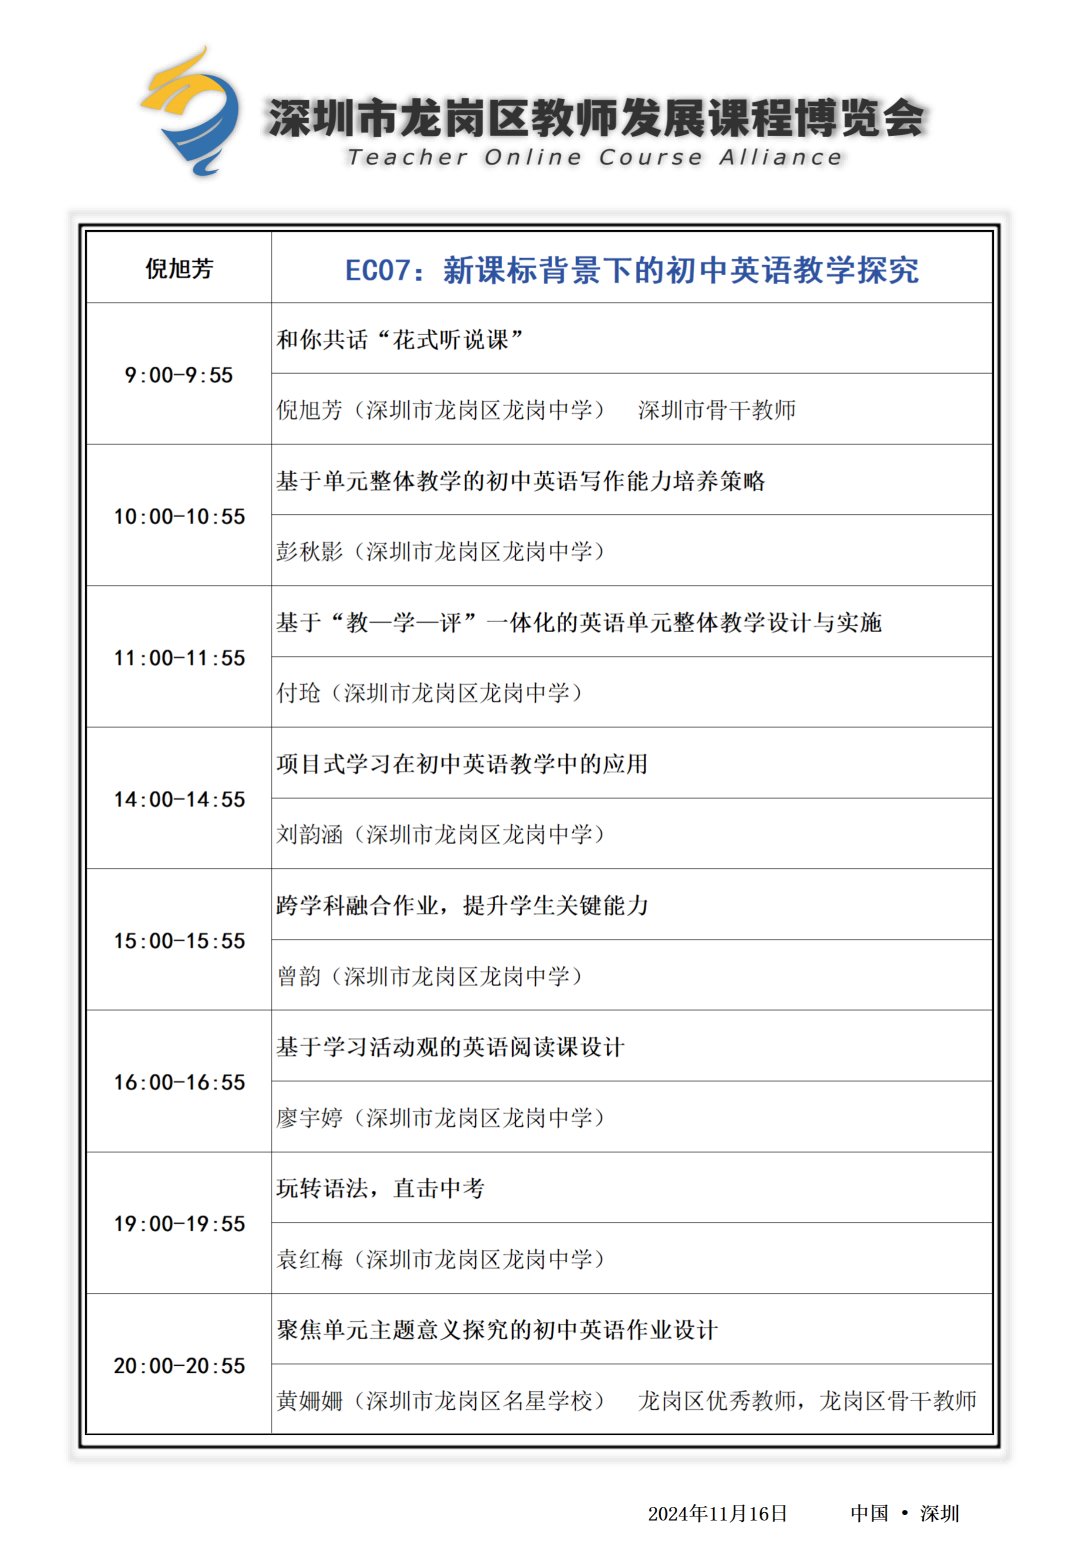 深圳市龙岗区教师发展课程博览会
Teacher Online Course Alliance
倪旭芳
EC07：新课标背景下的初中英语教学探究
9:00-9:55
和你共话“花式听说课”
倪旭芳（深圳市龙岗区龙岗中学） 深圳市骨干教师
10:00-10:55
基于单元整体教学的初中英语写作能力培养策略
彭秋影（深圳市龙岗区龙岗中学）
11:00-11:55
基于“教—学—评”一体化的英语单元整体教学设计与实施
付玱（深圳市龙岗区龙岗中学）
14:00-14:55
项目式学习在初中英语教学中的应用
刘韵涵（深圳市龙岗区龙岗中学）
15:00-15:55
跨学科融合作业，提升学生关键能力
曾韵（深圳市龙岗区龙岗中学）
16:00-16:55
基于学习活动观的英语阅读课设计
廖宇婷（深圳市龙岗区龙岗中学）
19:00-19:55
玩转语法，直击中考
袁红梅（深圳市龙岗区龙岗中学）
20:00-20:55
聚焦单元主题意义探究的初中英语作业设计
黄姗姗（深圳市龙岗区名星学校） 龙岗区优秀教师，龙岗区骨干教师
2024年11月16日 中国 • 深圳